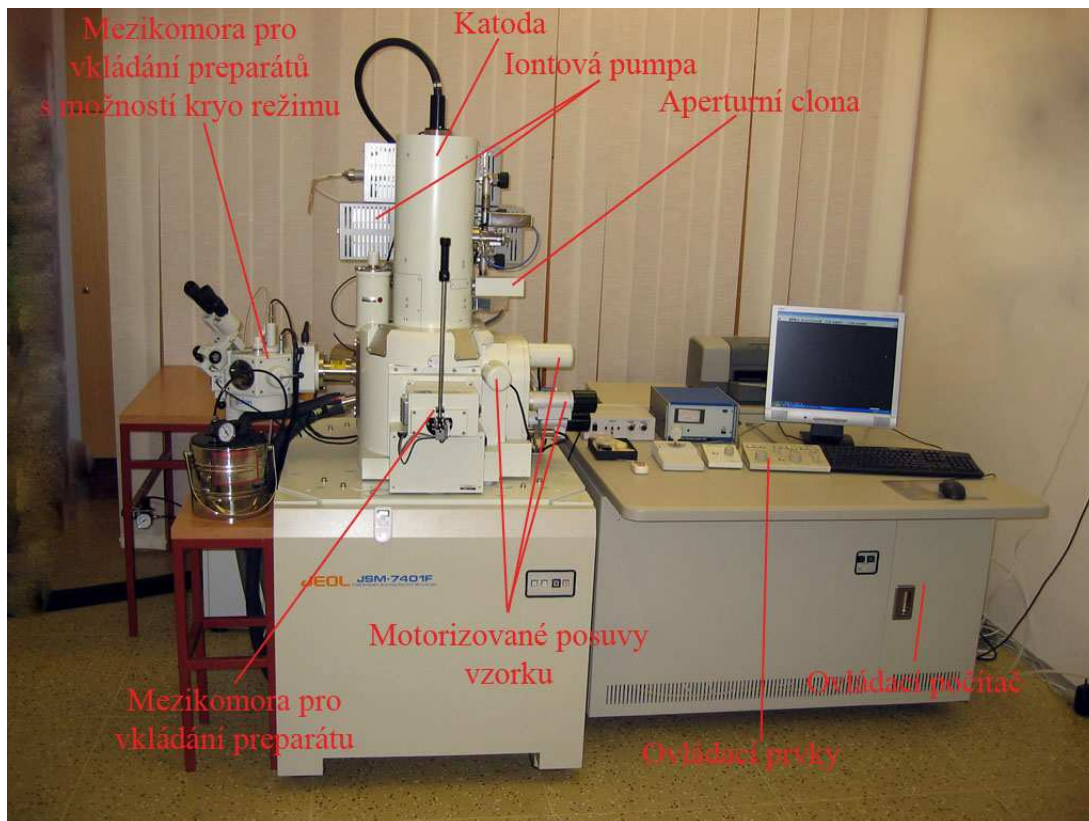 Mezikomora pro
vkládání preparátů
s možností kryo režimu
Katoda
Iontová pumpa
Aperturní clona
JEOL JSM-7401F
Motorizované posuvy
vzorku
Mezikomora pro
vkládání preparátu
Ovládací počítač
Ovládací prvky